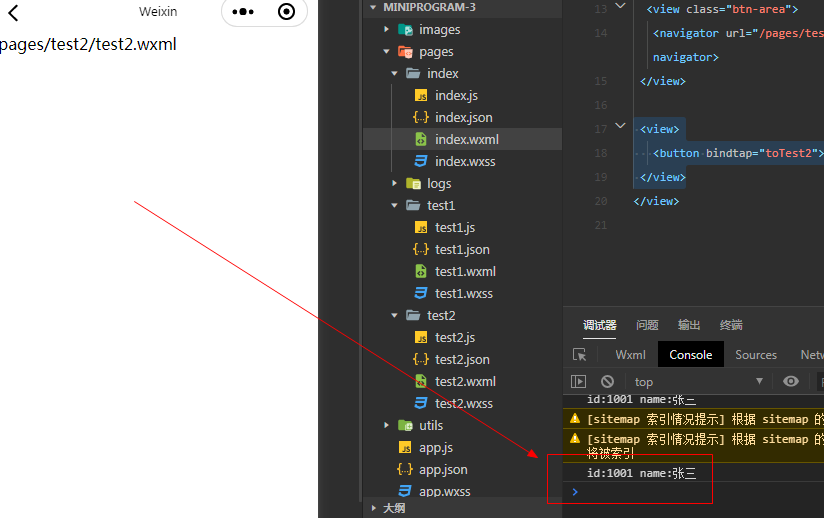 Weixin
pages/test2/test2.wxml
MINIPROGRAM-3
images
pages
index
index.js
index.json
index.wxml
index.wxss
logs
test1
test1.js
test1.json
test1.wxml
test1.wxss
test2
test2.js
test2.json
test2.wxml
test2.wxss
utils
app.js
app.json
app.wxss
大纲
13 <view class="btn-area">
14 <navigator url="/pages/tes
navigator>
15 </view>
16
17 <view>
18 <button bindtap="toTest2">
19 </view>
20 </view>
21
调试器 问题 输出 终端
Wxml Console Sources Netw
top
id:1001 name:张三
[sitemap 索引情况提示] 根据 sitemap 的
[sitemap 索引情况提示] 根据 sitemap 的
将被索引
id:1001 name:张三
>